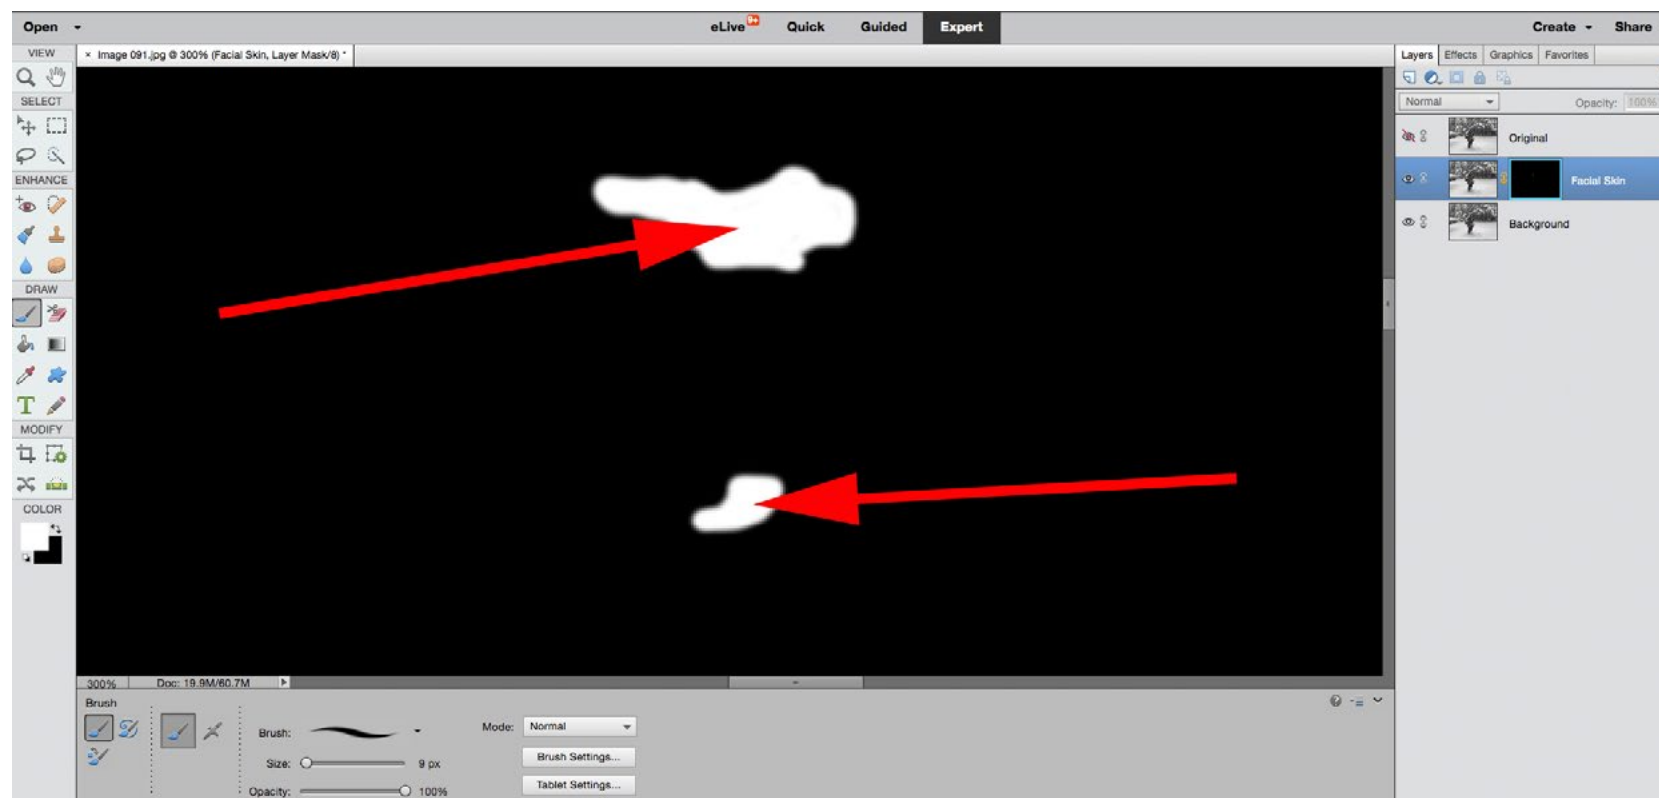 Open
eLive 9+ Quick Guided Expert
Create Share
VIEW
× Image 091.jpg @ 300% (Facial Skin, Layer Mask/8) *
Layers Effects Graphics Favorites
SELECT
Normal Opacity: 100%
Original
ENHANCE
Facial Skin
Background
DRAW
T
MODIFY
COLOR
300% Doc: 19.9M/60.7M
Brush
Brush: Mode: Normal
Size: 9 px Brush Settings...
Opacity: 100% Tablet Settings...